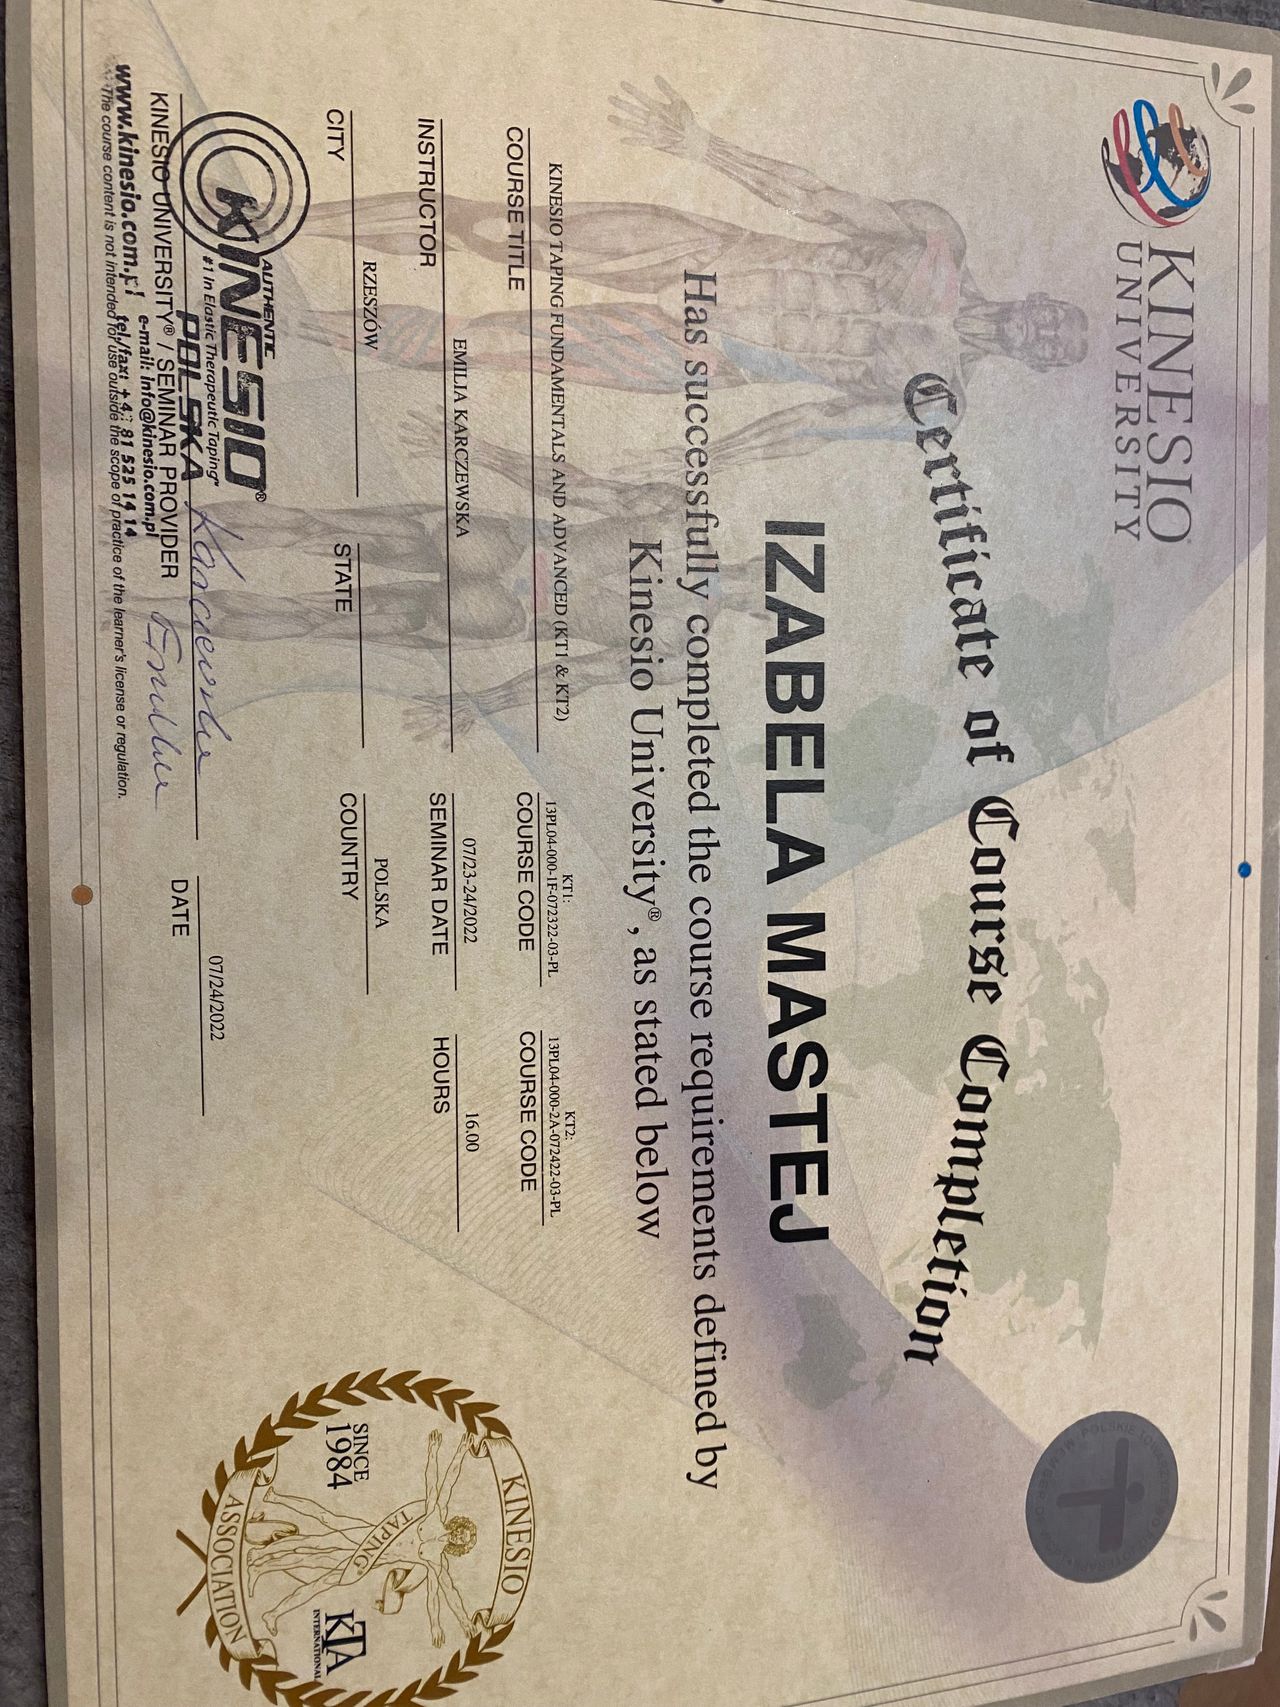 KINESIO
UNIVERSITY
Certificate of Course Completion
IZABELA MASTEJ
Has successfully completed the course requirements defined by
Kinesio University®, as stated below
KINESIO TAPING FUNDAMENTALS AND ADVANCED (KT1 & KT2)
COURSE TITLE
KT1:
13PL04-000-1F-072322-03-PL
COURSE CODE
KT2:
13PL04-000-2A-072422-03-PL
COURSE CODE
EMILIA KARCZEWSKA
INSTRUCTOR
07/23-24/2022
SEMINAR DATE
16.00
HOURS
RZESZÓW
CITY
STATE
POLSKA
COUNTRY
AUTHENTIC
KINESIO®
#1 in Elastic Therapeutic Taping
POLSKA
Karczewska
Emilia
07/24/2022
KINESIO UNIVERSITY® / SEMINAR PROVIDER
DATE
e-mail: info@kinesio.com.pl
www.kinesio.com.pl
81 525 14 14
The course content is not intended for use outside the scope of practice of the learner's license or regulation.
KINESIO
TAPING®
ASSOCIATION
SINCE
1984
KTA
INTERNATIONAL